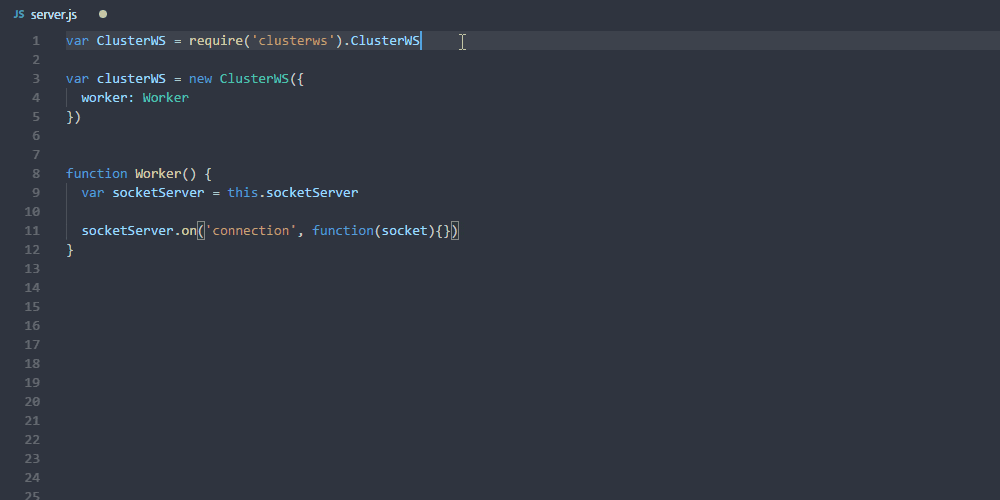 JS server.js
1 var ClusterWS = require('clusterws').ClusterWS
2
3 var clusterWS = new ClusterWS({
4 worker: Worker
5 })
6
7
8 function Worker() {
9 var socketServer = this.socketServer
10
11 socketServer.on('connection', function(socket){})
12 }
13
14
15
16
17
18
19
20
21
22
23
24
25